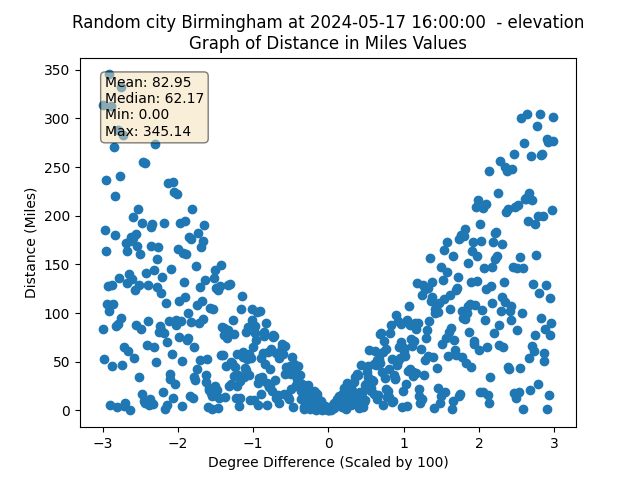 Random city Birmingham at 2024-05-17 16:00:00 - elevation
Graph of Distance in Miles Values
350
300
250
200
150
100
50
0
Distance (Miles)
Mean: 82.95
Median: 62.17
Min: 0.00
Max: 345.14
−3
−2
−1
0
1
2
3
Degree Difference (Scaled by 100)